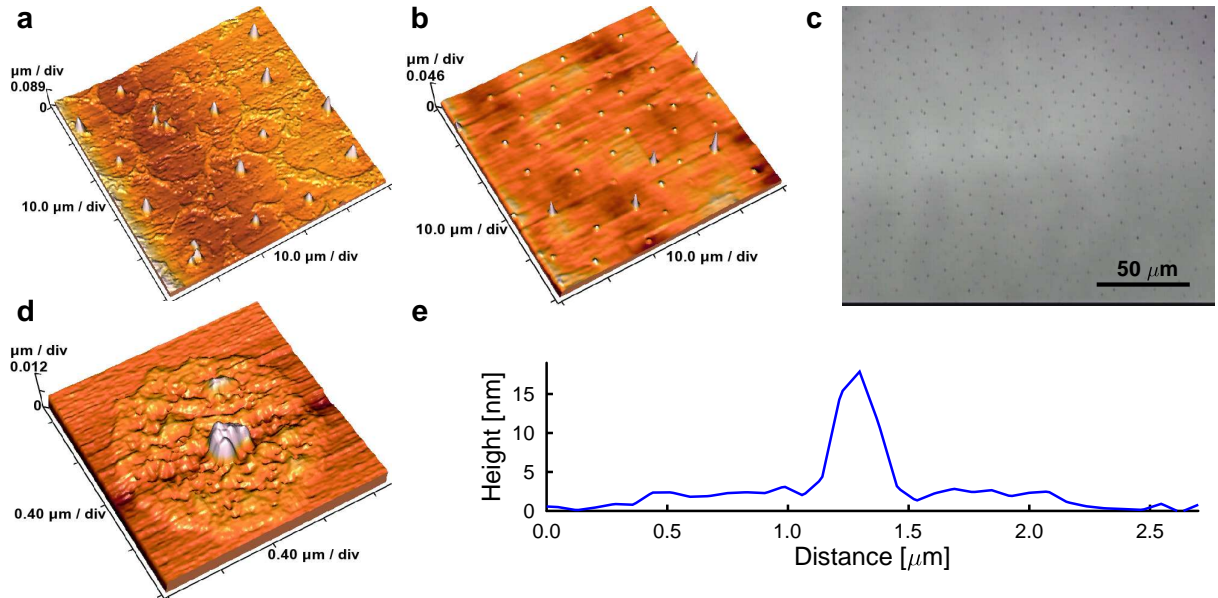 a
µm / div
0.089
0
10.0 µm / div
10.0 µm / div
b
µm / div
0.046
0
10.0 µm / div
10.0 µm / div
c
50 µm
d
µm / div
0.012
0
0.40 µm / div
0.40 µm / div
e
Height [nm]
15
10
5
0
0.0 0.5 1.0 1.5 2.0 2.5
Distance [µm]